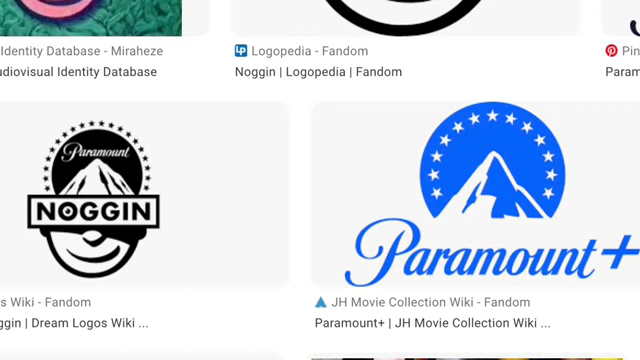 Identity Database - Miraheze
udiovisual Identity Database
Logopedia - Fandom
Noggin | Logopedia | Fandom
Pin
Param
Paramount
NOGGIN
Paramount+
s Wiki - Fandom
ggin | Dream Logos Wiki ...
JH Movie Collection Wiki - Fandom
Paramount+ | JH Movie Collection Wiki ...